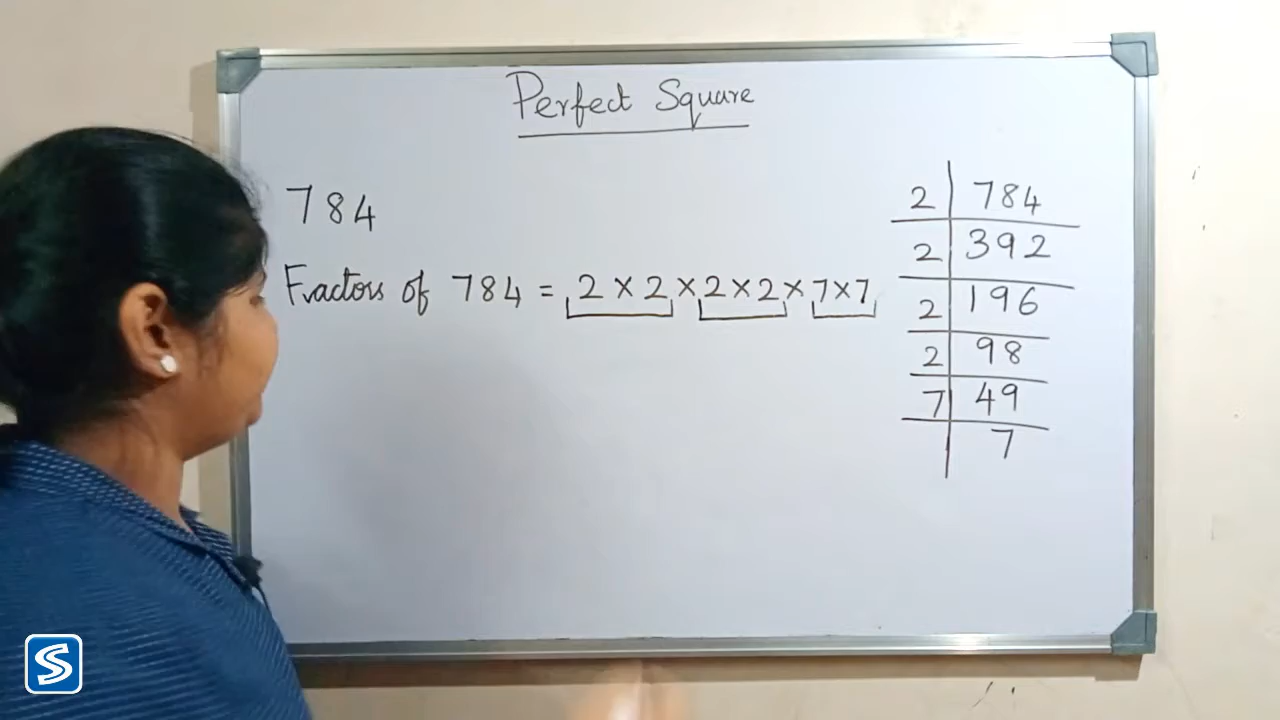 Perfect Square
784
Factors of 784 = 2 × 2 × 2 × 2 × 7 × 7
2 | 784
2 | 392
2 | 196
2 | 98
7 | 49
7
S